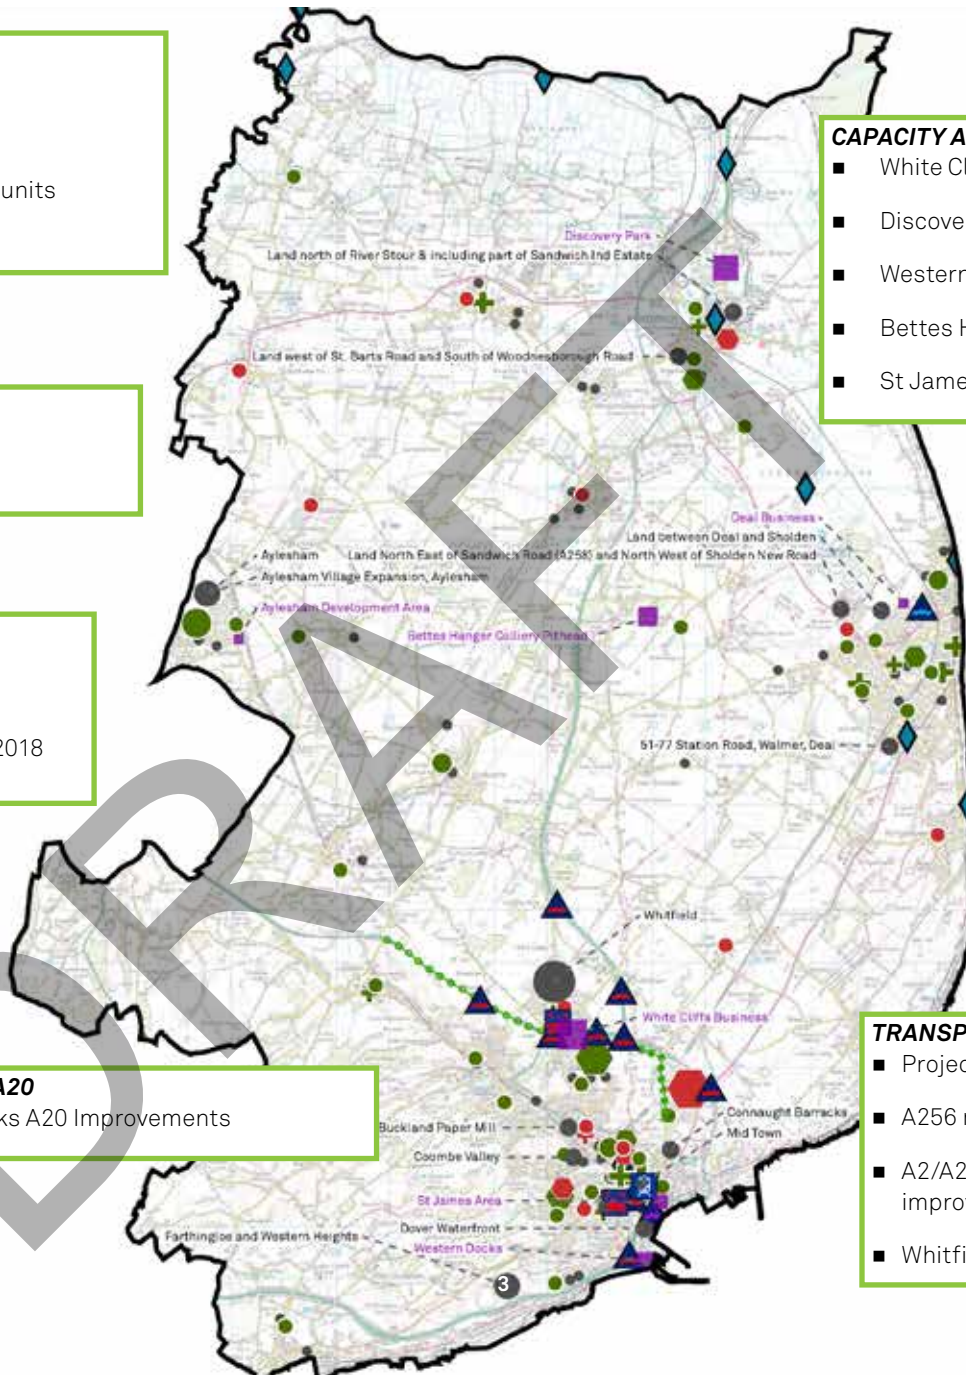 units
2018
A20
ks A20 Improvements
CAPACITY A
White Cl
Discove
Western
Bettes H
St Jame
TRANSP
Projec
A256 r
A2/A2
improv
Whitfi
Discovery Park
Land north of River Stour & including part of Sandwich Ind Estate
Land west of St. Barts Road and South of Woodnesborough Road
Deal Business
Land between Deal and Sholden
Land North East of Sandwich Road (A258) and North West of Sholden New Road
Aylesham
Aylesham Village Expansion, Aylesham
Aylesham Development Area
Bettes Hanger Colliery Pithead
51-77 Station Road, Walmer, Deal
Whitfield
White Cliffs Business
Connaught Barracks
Mid Town
Buckland Paper Mill
Coombe Valley
St James Area
Dover Waterfront
Farthingloe and Western Heights
Western Docks
3
DRAFT